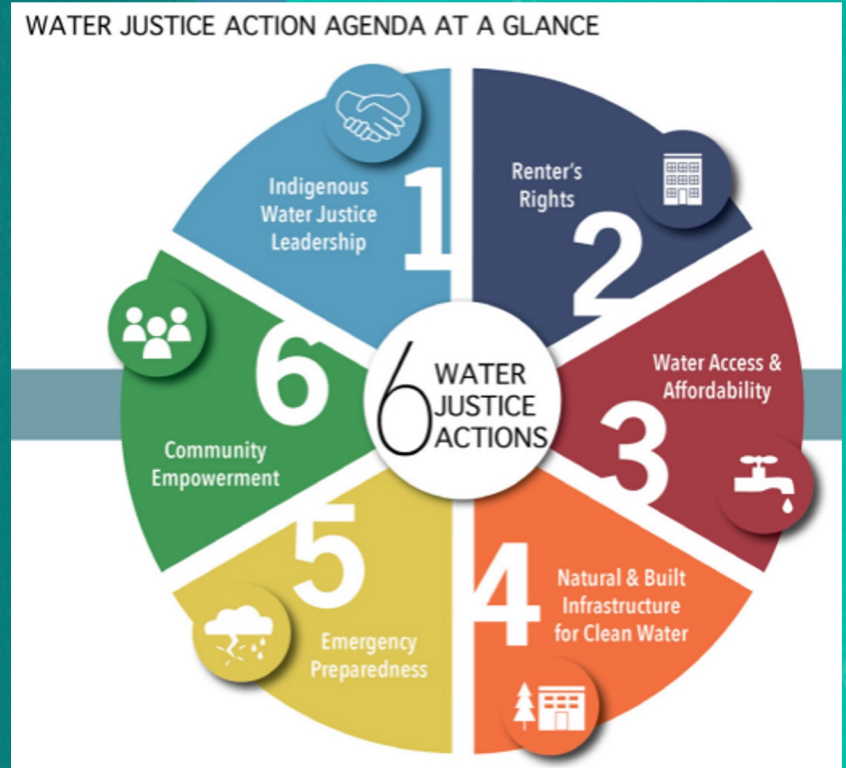 WATER JUSTICE ACTION AGENDA AT A GLANCE
1
Indigenous
Water Justice
Leadership
2
Renter's
Rights
3
Water Access &
Affordability
4
Natural & Built
Infrastructure
for Clean Water
5
Emergency
Preparedness
6
Community
Empowerment
6 WATER
JUSTICE
ACTIONS